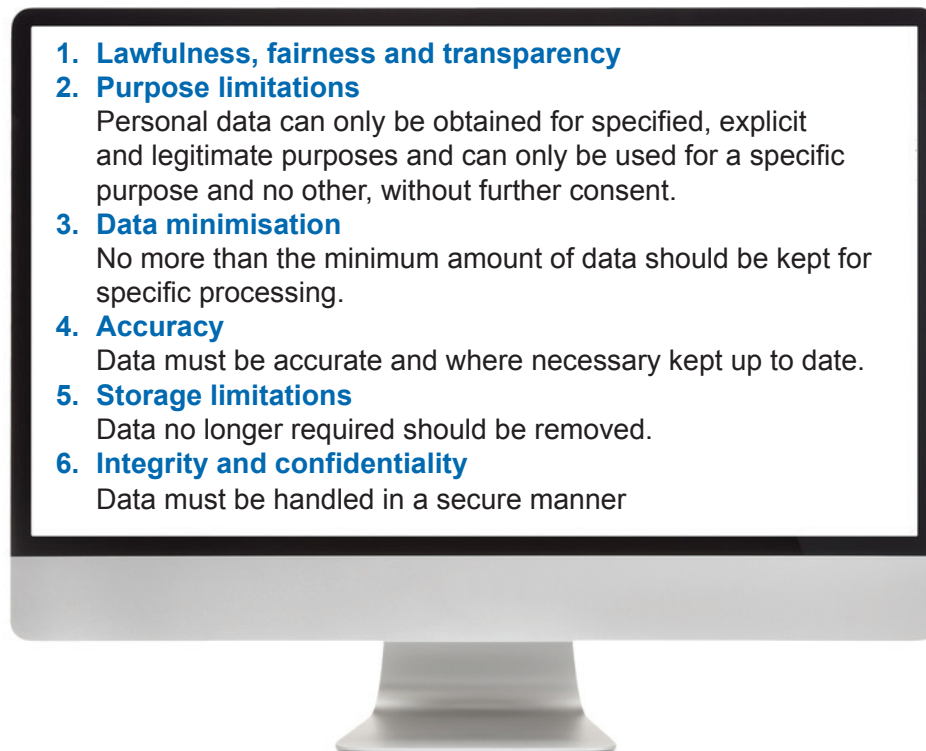 1. Lawfulness, fairness and transparency
2. Purpose limitations
Personal data can only be obtained for specified, explicit
and legitimate purposes and can only be used for a specific
purpose and no other, without further consent.
3. Data minimisation
No more than the minimum amount of data should be kept for
specific processing.
4. Accuracy
Data must be accurate and where necessary kept up to date.
5. Storage limitations
Data no longer required should be removed.
6. Integrity and confidentiality
Data must be handled in a secure manner